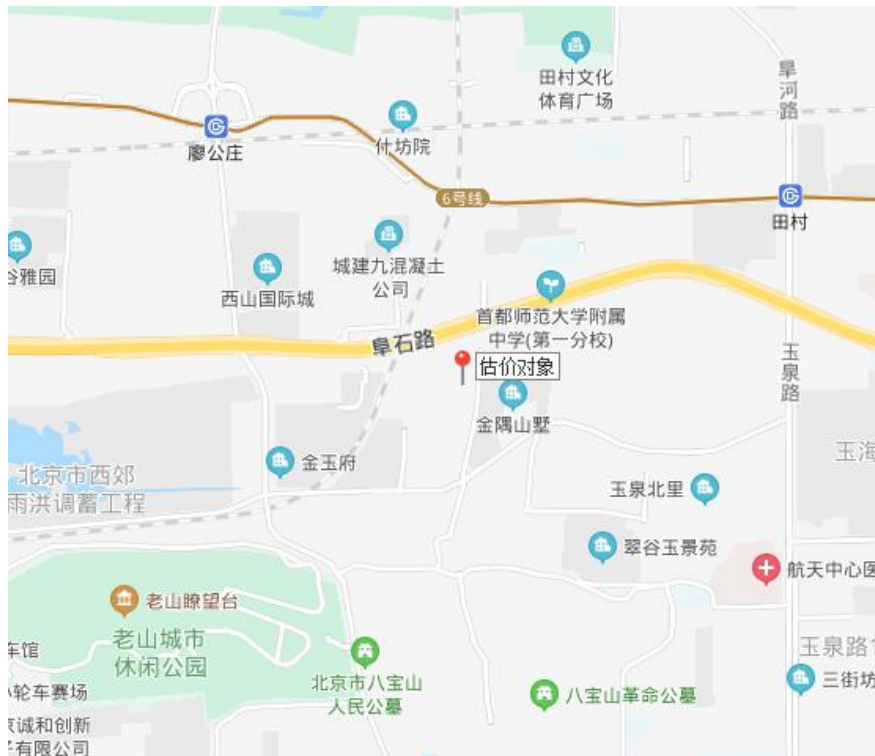 田村文化
体育广场
旱河路
廖公庄
什坊院
6号线
田村
谷雅园
西山国际城
城建九混凝土
公司
首都师范大学附属
中学(第一分校)
阜石路
估价对象
玉泉路
金隅山墅
金玉府
玉海
北京市西郊
雨洪调蓄工程
玉泉北里
翠谷玉景苑
航天中心医
老山瞭望台
老山城市
休闲公园
车馆
小轮车赛场
北京市八宝山
人民公墓
八宝山革命公墓
玉泉路1
三街坊
京诚和创新
子有限公司